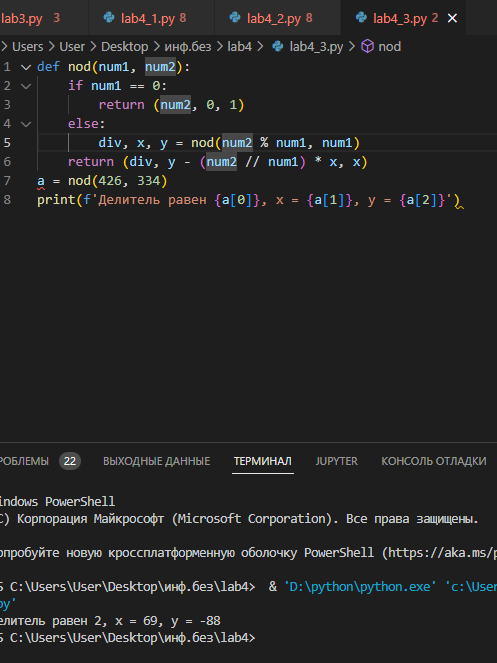 lab3.py 3 lab4_1.py 8 lab4_2.py 8 lab4_3.py 2
> Users > User > Desktop > инф.без > lab4 > lab4_3.py > nod
1 def nod(num1, num2):
2 if num1 == 0:
3 return (num2, 0, 1)
4 else:
5 div, x, y = nod(num2 % num1, num1)
6 return (div, y - (num2 // num1) * x, x)
7 a = nod(426, 334)
8 print(f'Делитель равен {a[0]}, x = {a[1]}, y = {a[2]}')
РОБЛЕМЫ 22 ВЫХОДНЫЕ ДАННЫЕ ТЕРМИНАЛ JUPYTER КОНСОЛЬ ОТЛАДКИ
indows PowerShell
C) Корпорация Майкрософт (Microsoft Corporation). Все права защищены.
опробуйте новую кроссплатформенную оболочку PowerShell (https://aka.ms/p
S C:\Users\User\Desktop\инф.без\lab4> & 'D:\python\python.exe' 'c:\User
py'
елитель равен 2, x = 69, y = -88
S C:\Users\User\Desktop\инф.без\lab4>